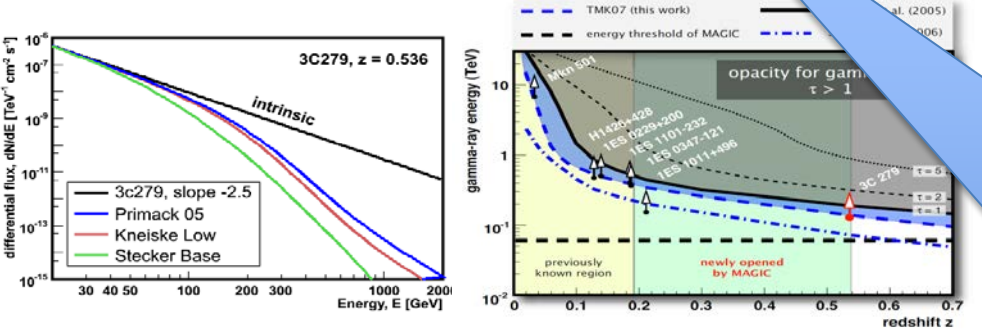 10⁻⁶
10⁻⁷
10⁻⁹
10⁻¹¹
10⁻¹³
10⁻¹⁵
differential flux, dN/dE [TeV⁻¹ cm⁻² s⁻¹]
3C279, z = 0.536
intrinsic
3c279, slope -2.5
Primack 05
Kneiske Low
Stecker Base
30 40 50 100 200 300 1000
Energy, E [GeV]
TMK07 (this work)
al. (2005)
energy threshold of MAGIC
006)
gamma-ray energy (TeV)
10
1
10⁻¹
10⁻²
opacity for gam
τ > 1
Mkn 501
H1426+428
1ES 0229+200
1ES 1101-232
1ES 0347-121
1ES 1011+496
3C 279
τ = 5
τ = 2
τ = 1
previously
known region
newly opened
by MAGIC
0 0.1 0.2 0.3 0.4 0.5 0.6 0.7
redshift z